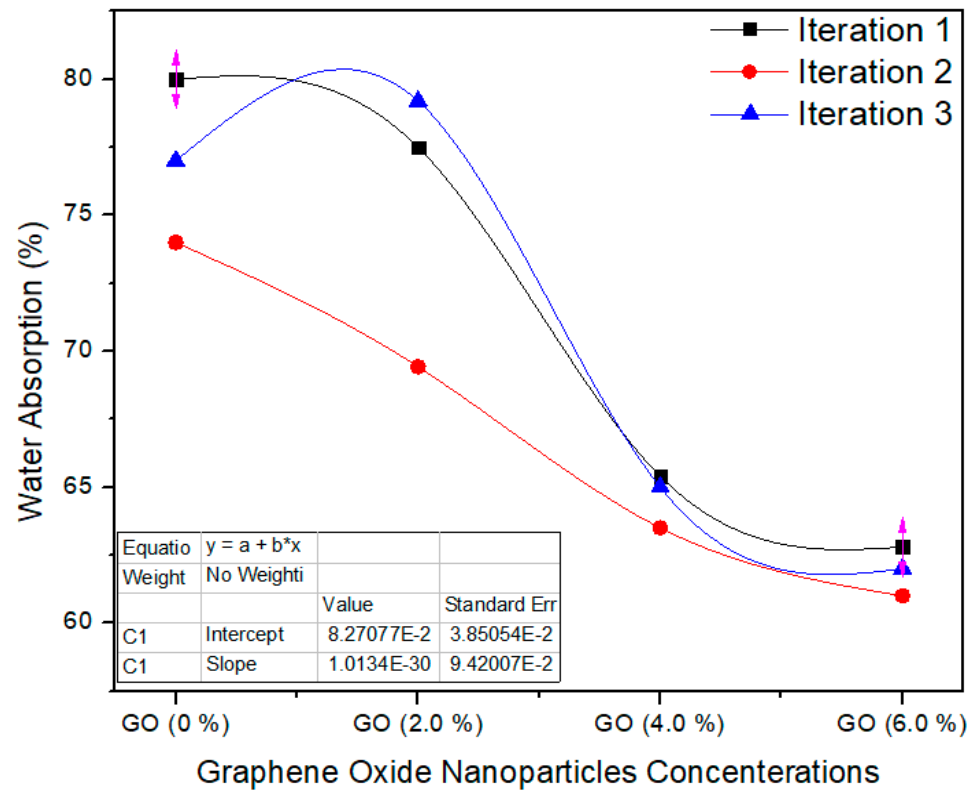 Iteration 1
Iteration 2
Iteration 3
80
75
70
65
60
Water Absorption (%)
Equatio y = a + b*x
Weight No Weighti
Value Standard Err
C1 Intercept 8.27077E-2 3.85054E-2
C1 Slope 1.0134E-30 9.42007E-2
GO (0 %) GO (2.0 %) GO (4.0 %) GO (6.0 %)
Graphene Oxide Nanoparticles Concenterations